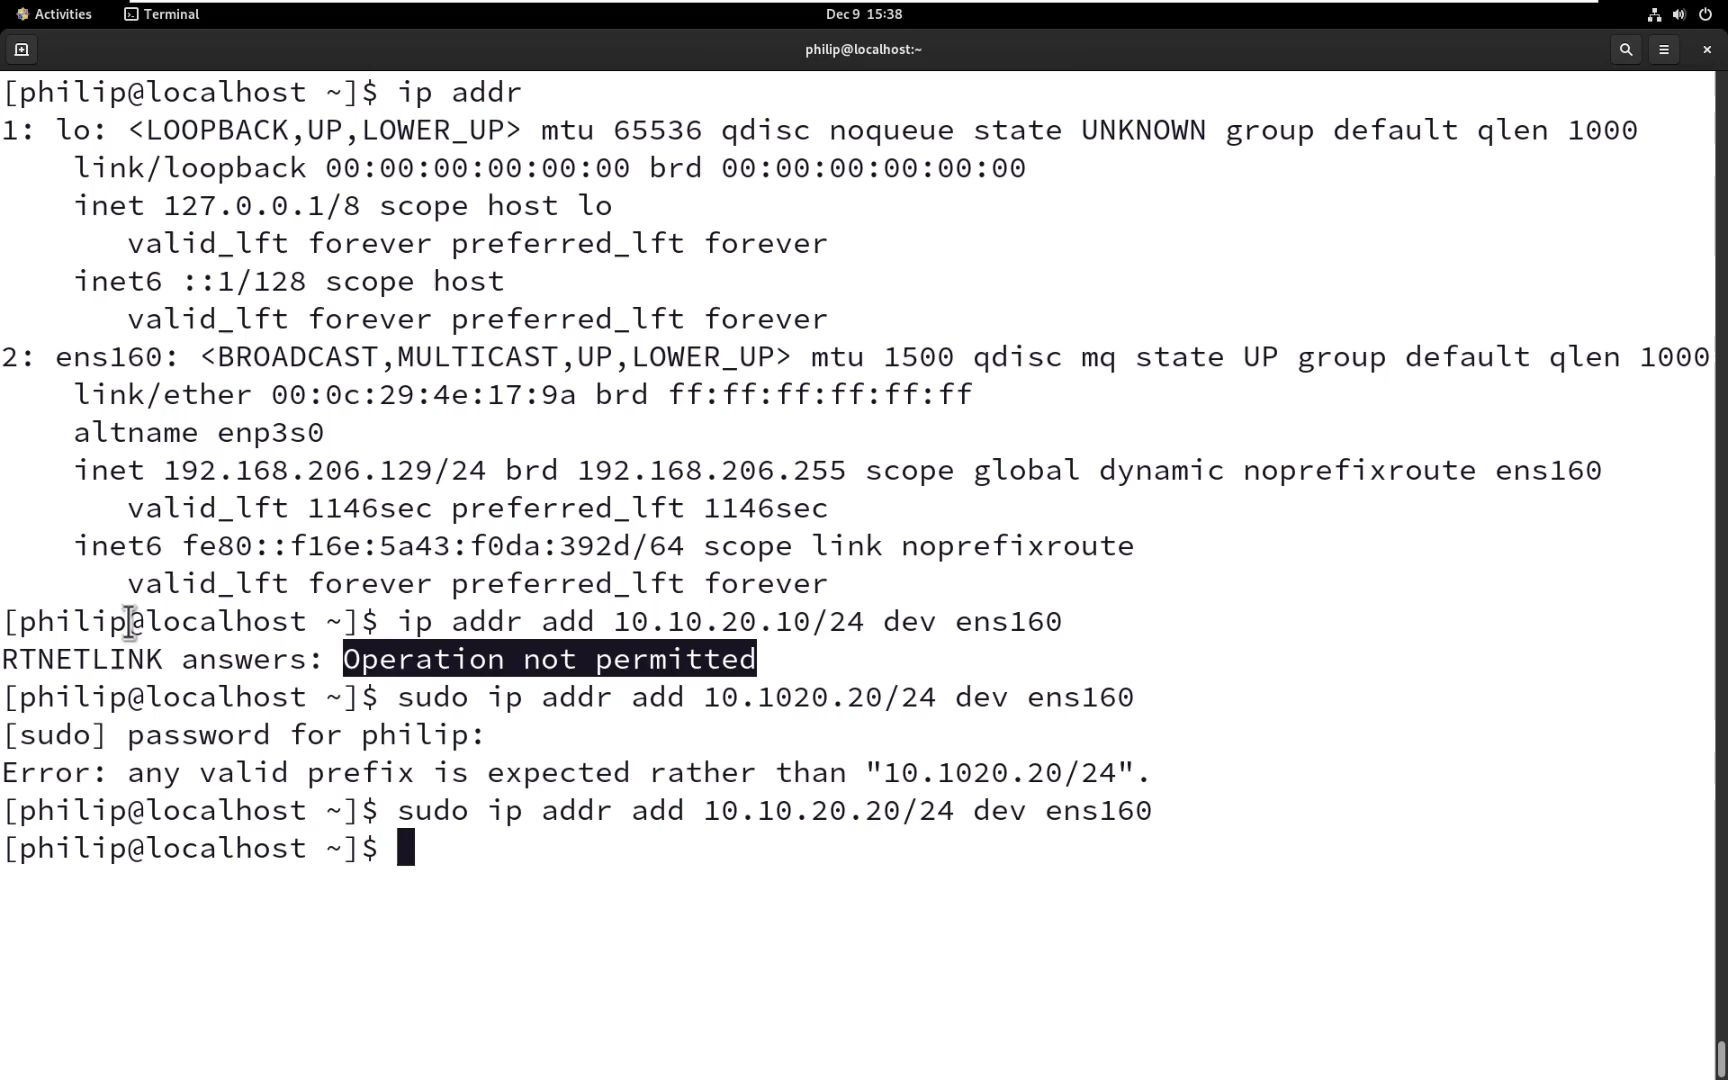 Activities Terminal Dec 9 15:38
philip@localhost:~
[philip@localhost ~]$ ip addr
1: lo: <LOOPBACK,UP,LOWER_UP> mtu 65536 qdisc noqueue state UNKNOWN group default qlen 1000
    link/loopback 00:00:00:00:00:00 brd 00:00:00:00:00:00
    inet 127.0.0.1/8 scope host lo
       valid_lft forever preferred_lft forever
    inet6 ::1/128 scope host
       valid_lft forever preferred_lft forever
2: ens160: <BROADCAST,MULTICAST,UP,LOWER_UP> mtu 1500 qdisc mq state UP group default qlen 1000
    link/ether 00:0c:29:4e:17:9a brd ff:ff:ff:ff:ff:ff
    altname enp3s0
    inet 192.168.206.129/24 brd 192.168.206.255 scope global dynamic noprefixroute ens160
       valid_lft 1146sec preferred_lft 1146sec
    inet6 fe80::f16e:5a43:f0da:392d/64 scope link noprefixroute
       valid_lft forever preferred_lft forever
[philip@localhost ~]$ ip addr add 10.10.20.10/24 dev ens160
RTNETLINK answers: Operation not permitted
[philip@localhost ~]$ sudo ip addr add 10.1020.20/24 dev ens160
[sudo] password for philip:
Error: any valid prefix is expected rather than "10.1020.20/24".
[philip@localhost ~]$ sudo ip addr add 10.10.20.20/24 dev ens160
[philip@localhost ~]$